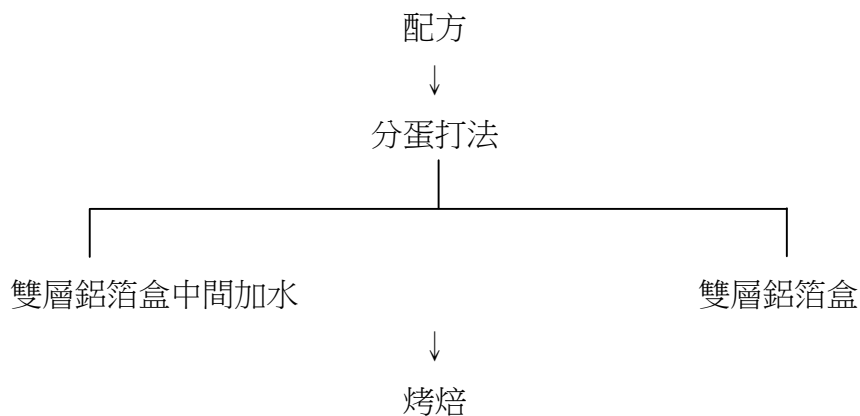 配方
↓
分蛋打法
雙層鋁箔盒中間加水
雙層鋁箔盒
↓
烤焙